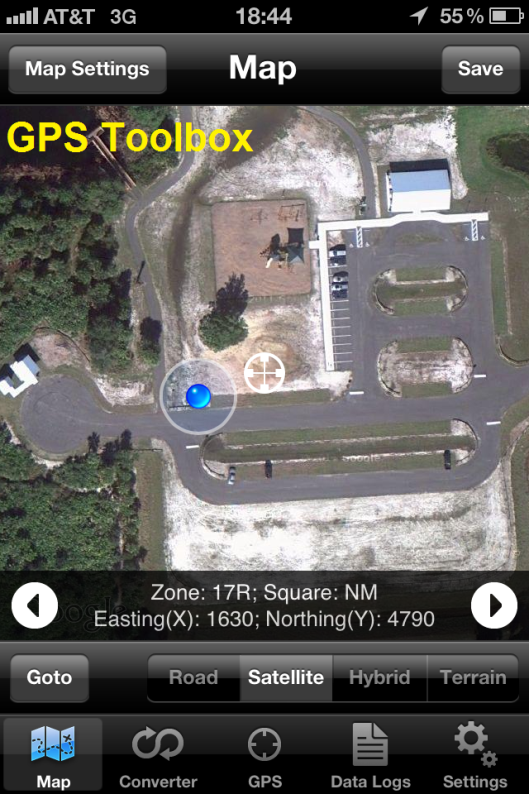 AT&T 3G 18:44 55%
Map Settings Map Save
GPS Toolbox
Zone: 17R; Square: NM
Easting(X): 1630; Northing(Y): 4790
Goto Road Satellite Hybrid Terrain
Map Converter GPS Data Logs Settings